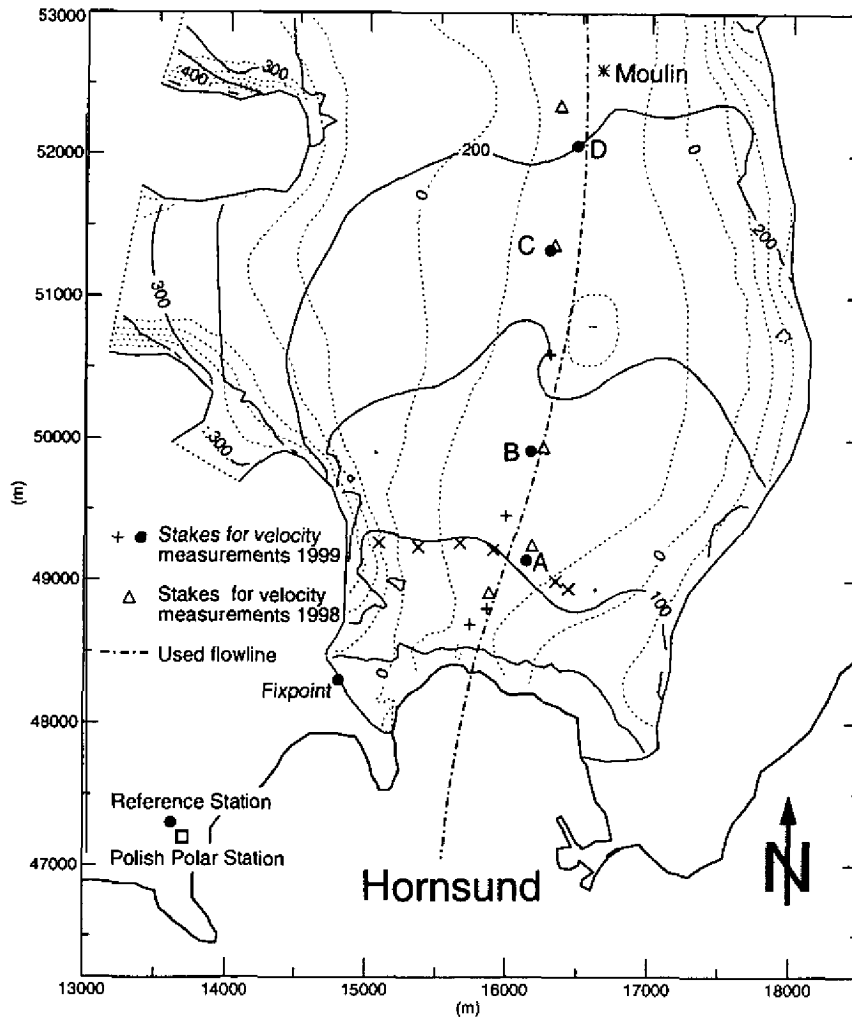 53000
300
400
* Moulin
52000
200
D
0
0
C
200
51000
300
50000
B
300
+ ● Stakes for velocity
measurements 1999
A
49000
0
100
△ Stakes for velocity
measurements 1998
Used flowline
0
Fixpoint
48000
(m)
Reference Station
Polish Polar Station
47000
Hornsund
N
13000 14000 15000 16000 17000 18000
(m)